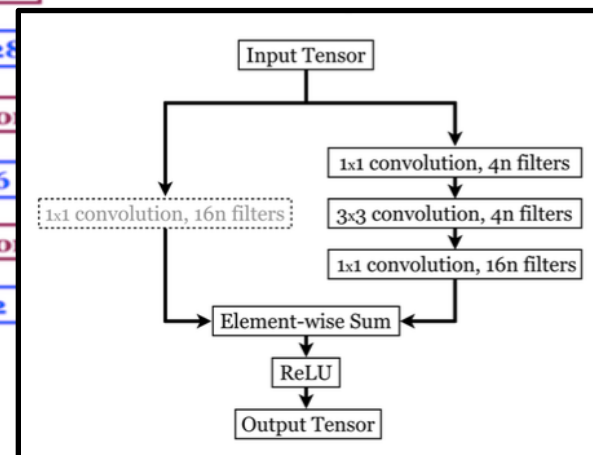 Input Tensor
1x1 convolution, 4n filters
1x1 convolution, 16n filters
3x3 convolution, 4n filters
1x1 convolution, 16n filters
Element-wise Sum
ReLU
Output Tensor